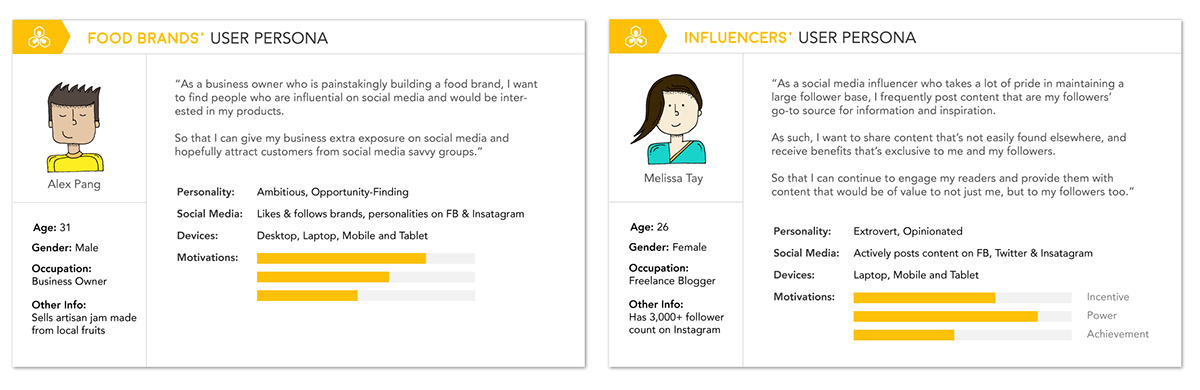 FOOD BRANDS' USER PERSONA
Alex Pang
Age: 31
Gender: Male
Occupation:
Business Owner
Other Info:
Sells artisan jam made
from local fruits
“As a business owner who is painstakingly building a food brand, I want
to find people who are influential on social media and would be inter-
ested in my products.
So that I can give my business extra exposure on social media and
hopefully attract customers from social media savvy groups.”
Personality: Ambitious, Opportunity-Finding
Social Media: Likes & follows brands, personalities on FB & Insatagram
Devices: Desktop, Laptop, Mobile and Tablet
Motivations:
INFLUENCERS' USER PERSONA
Melissa Tay
Age: 26
Gender: Female
Occupation:
Freelance Blogger
Other Info:
Has 3,000+ follower
count on Instagram
“As a social media influencer who takes a lot of pride in maintaining a
large follower base, I frequently post content that are my followers’
go-to source for information and inspiration.
As such, I want to share content that’s not easily found elsewhere, and
receive benefits that’s exclusive to me and my followers.
So that I can continue to engage my readers and provide them with
content that would be of value to not just me, but to my followers too.”
Personality: Extrovert, Opinionated
Social Media: Actively posts content on FB, Twitter & Insatagram
Devices: Laptop, Mobile and Tablet
Motivations: Incentive
Power
Achievement